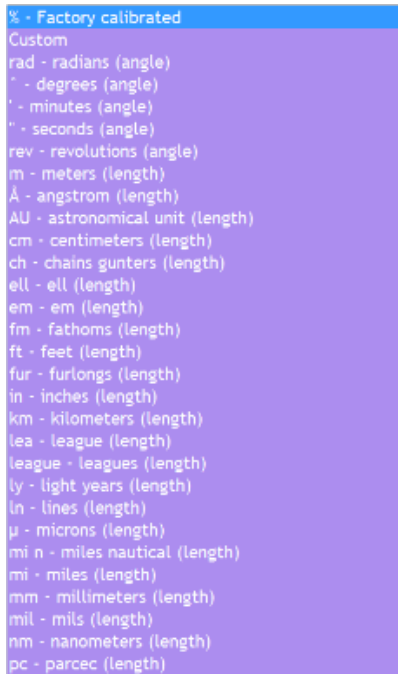 % - Factory calibrated
Custom
rad - radians (angle)
° - degrees (angle)
' - minutes (angle)
" - seconds (angle)
rev - revolutions (angle)
m - meters (length)
Å - angstrom (length)
AU - astronomical unit (length)
cm - centimeters (length)
ch - chains gunters (length)
ell - ell (length)
em - em (length)
fm - fathoms (length)
ft - feet (length)
fur - furlongs (length)
in - inches (length)
km - kilometers (length)
lea - league (length)
league - leagues (length)
ly - light years (length)
ln - lines (length)
µ - microns (length)
mi n - miles nautical (length)
mi - miles (length)
mm - millimeters (length)
mil - mils (length)
nm - nanometers (length)
pc - parcec (length)